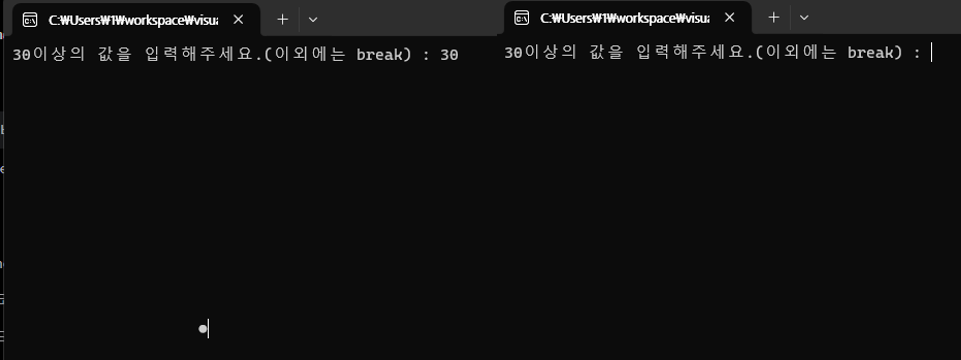 C:₩Users₩1₩workspace₩visua
30이상의 값을 입력해주세요.(이외에는 break) : 30
C:₩Users₩1₩workspace₩visua
30이상의 값을 입력해주세요.(이외에는 break) :